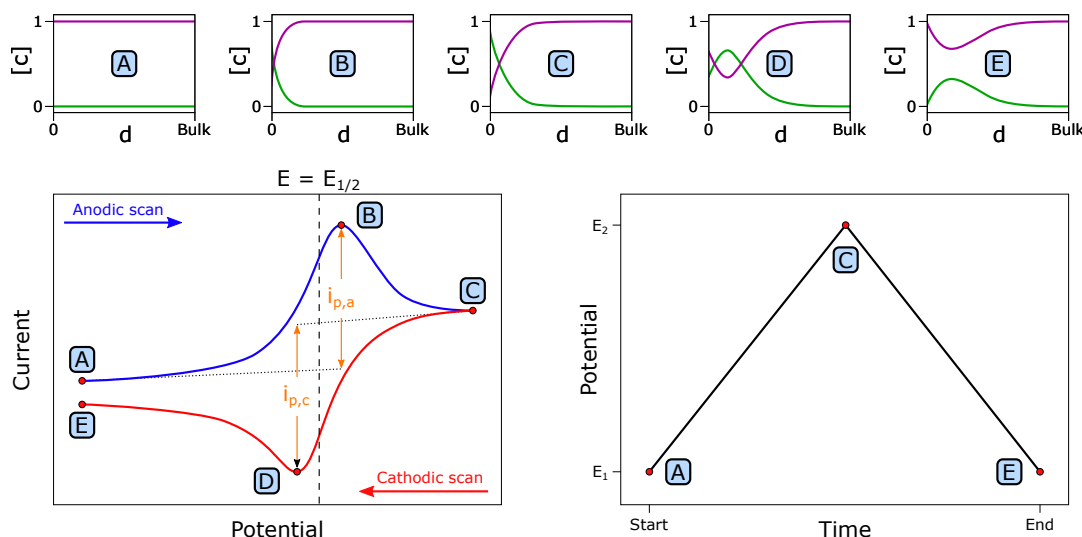 1
[c]
0
A
0
d
Bulk
1
[c]
0
B
0
d
Bulk
1
[c]
0
C
0
d
Bulk
1
[c]
0
D
0
d
Bulk
1
[c]
0
E
0
d
Bulk
E = E1/2
Anodic scan
B
ip,a
C
A
E
ip,c
D
Cathodic scan
Current
Potential
E2
C
Potential
E1
A
E
Start
Time
End